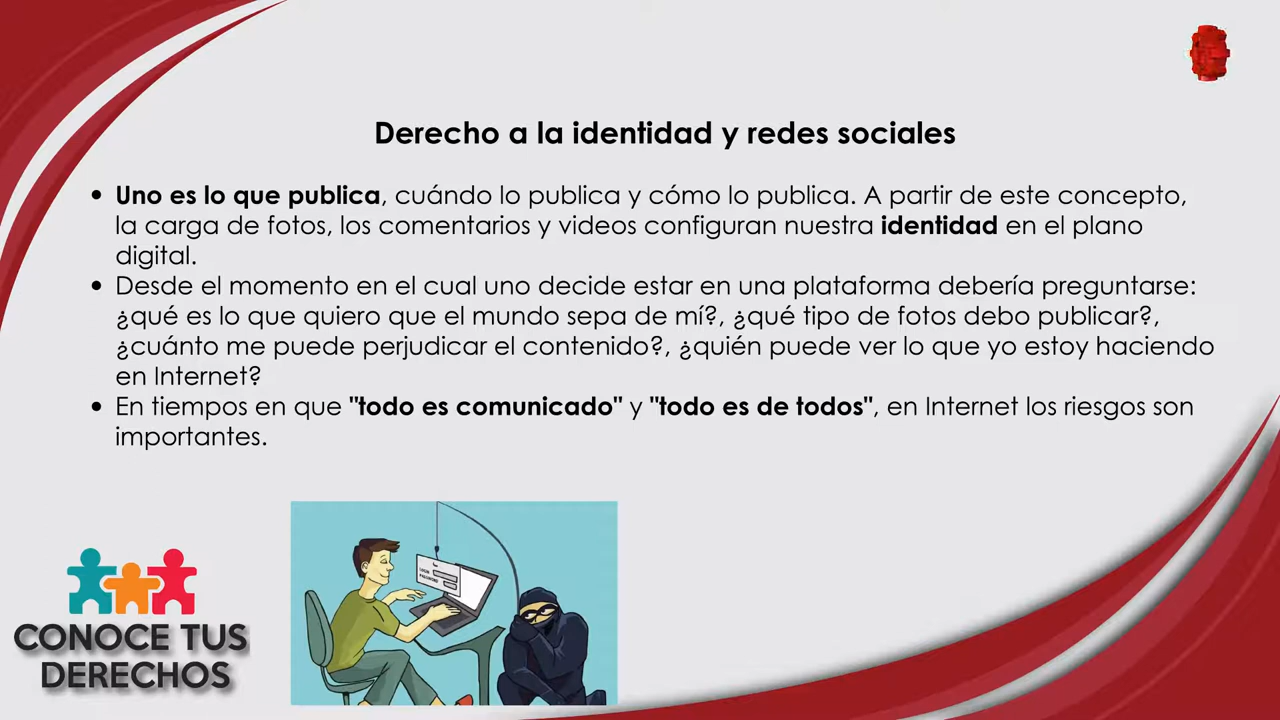 Derecho a la identidad y redes sociales
• Uno es lo que publica, cuándo lo publica y cómo lo publica. A partir de este concepto,
la carga de fotos, los comentarios y videos configuran nuestra identidad en el plano
digital.
• Desde el momento en el cual uno decide estar en una plataforma debería preguntarse:
¿qué es lo que quiero que el mundo sepa de mí?, ¿qué tipo de fotos debo publicar?,
¿cuánto me puede perjudicar el contenido?, ¿quién puede ver lo que yo estoy haciendo
en Internet?
• En tiempos en que "todo es comunicado" y "todo es de todos", en Internet los riesgos son
importantes.
LOGIN
PASSWORD
CONOCE TUS
DERECHOS